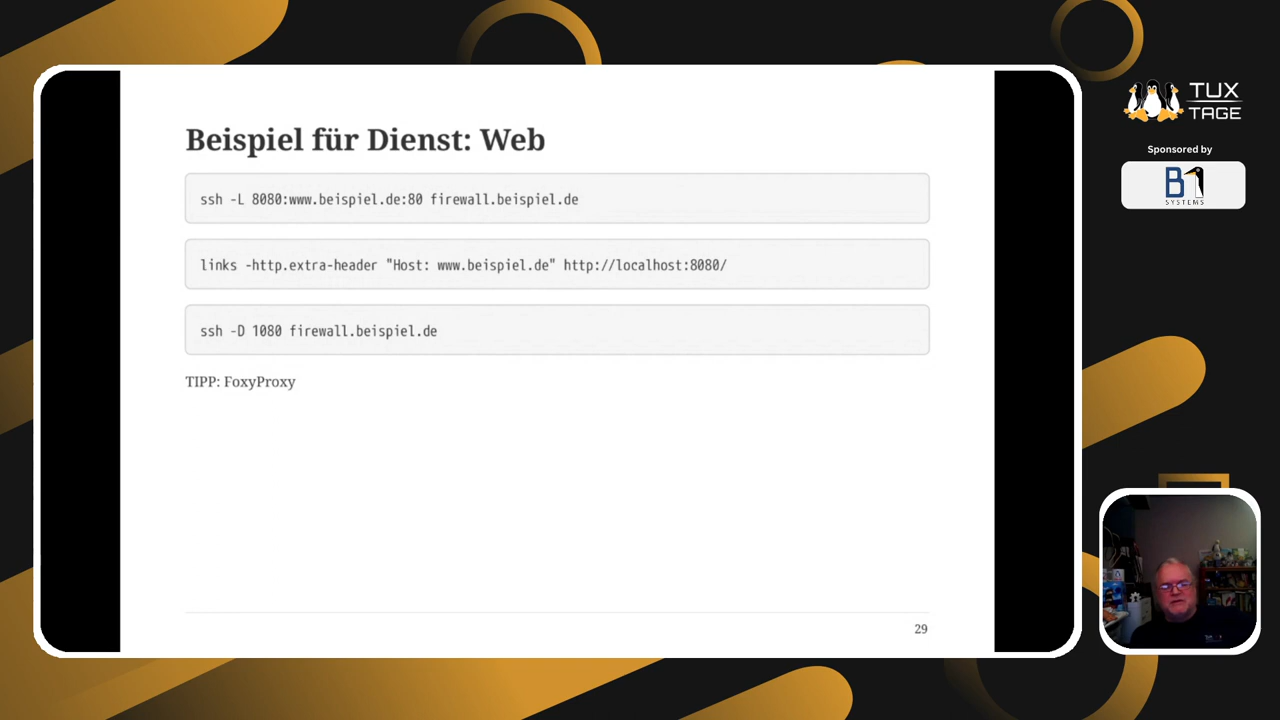 Beispiel für Dienst: Web
ssh -L 8080:www.beispiel.de:80 firewall.beispiel.de
links -http.extra-header "Host: www.beispiel.de" http://localhost:8080/
ssh -D 1080 firewall.beispiel.de
TIPP: FoxyProxy
29
TUX
TAGE
Sponsored by
B1
SYSTEMS